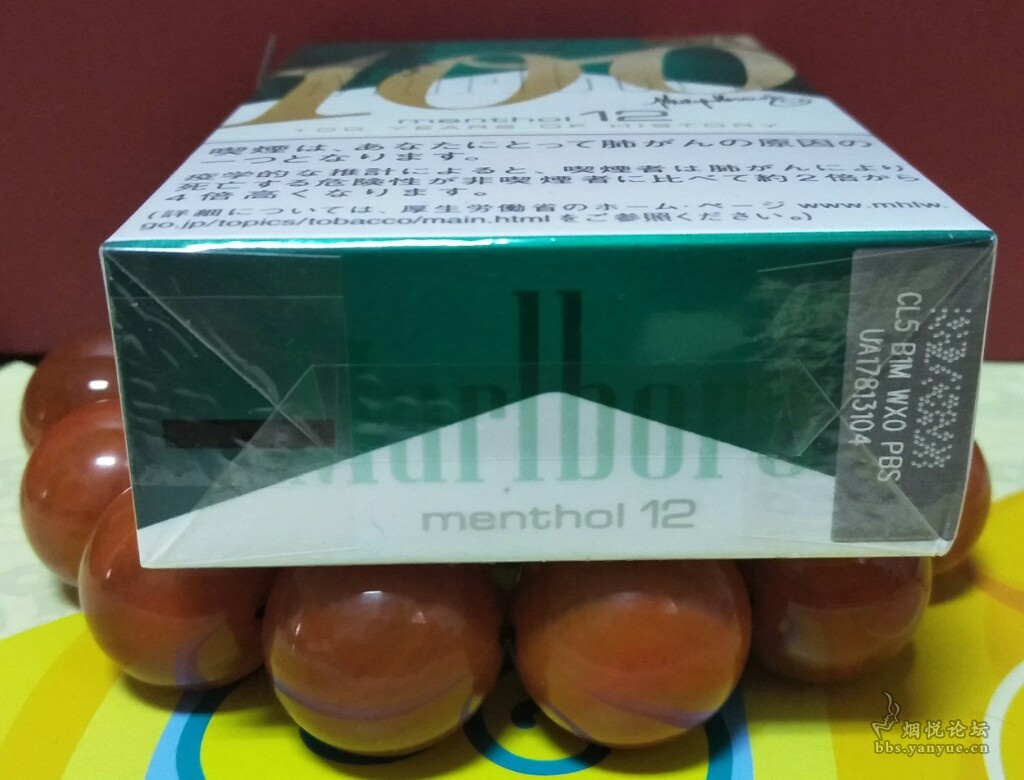 100
menthol 12
100 YEARS OF HISTORY
喫煙は、あなたにとって肺がんの原因の
一つとなります。
疫学的な推計によると、喫煙者は肺がんにより
死亡する危険性が非喫煙者に比べて約2倍から
4倍高くなります。
(詳細については、厚生労働省のホーム・ページ www.mhlw.
go.jp/topics/tobacco/main.html をご参照ください。)
Marlboro
menthol 12
CL5 B1M WX0 PBS
UA17813104
烟悦论坛
bbs.yanyue.cn